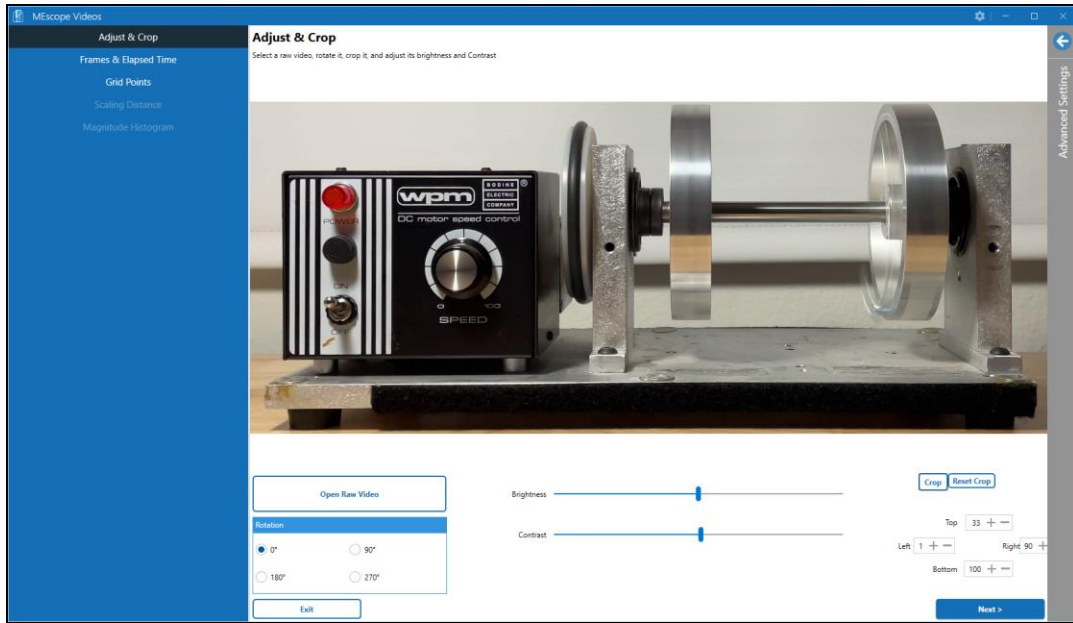 MEscope Videos
Adjust & Crop
Frames & Elapsed Time
Grid Points
Scaling Distance
Magnitude Histogram
Adjust & Crop
Select a raw video, rotate it, crop it, and adjust its brightness and Contrast
Advanced Settings
wpm
BODINE
ELECTRIC
COMPANY
®
DC motor speed control
POWER
ON
OFF
0 100
SPEED
Open Raw Video
Rotation
0° 90°
180° 270°
Exit
Brightness
Contrast
Crop Reset Crop
Top 33 + −
Left 1 + − Right 90 +
Bottom 100 + −
Next >